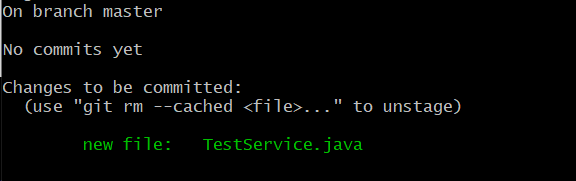 On branch master
No commits yet
Changes to be committed:
(use "git rm --cached <file>..." to unstage)
new file: TestService.java